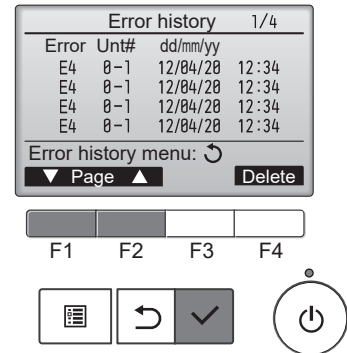 Error history 1/4
Error Unt# dd/mm/yy
E4 0-1 12/04/20 12:34
E4 0-1 12/04/20 12:34
E4 0-1 12/04/20 12:34
E4 0-1 12/04/20 12:34
Error history menu:
▼ Page ▲ Delete
F1 F2 F3 F4